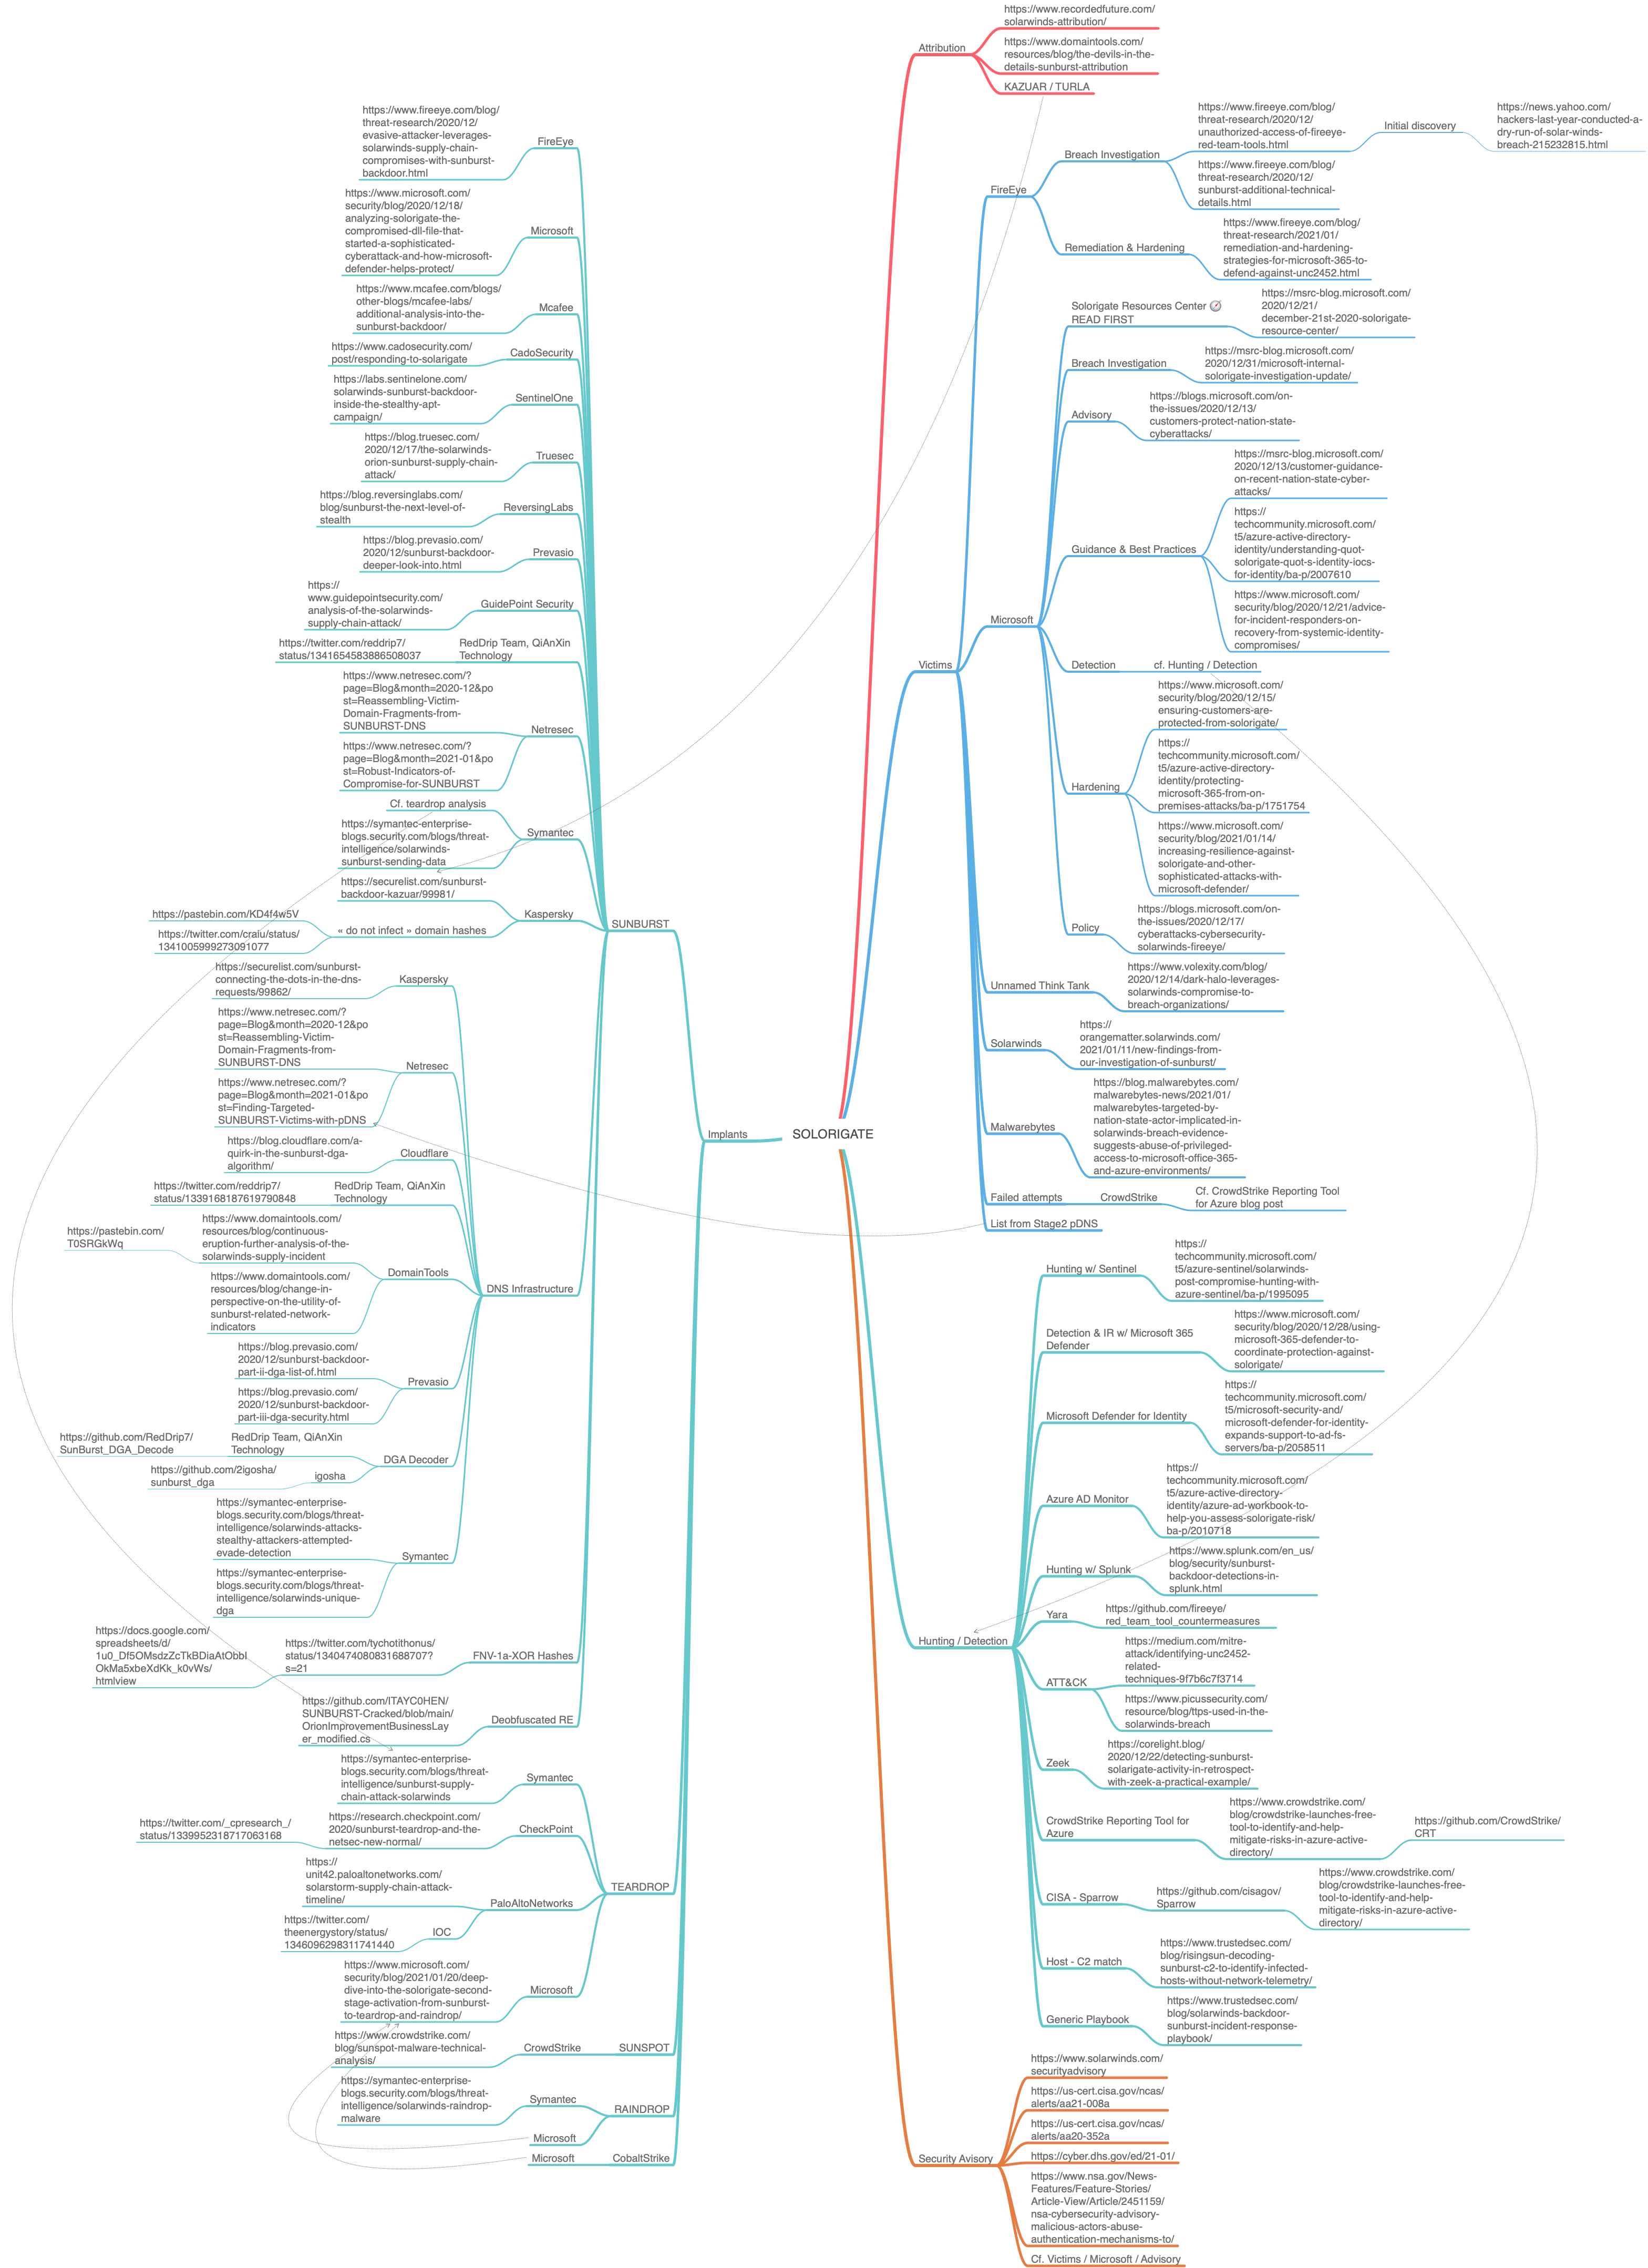 SOLORIGATE
Attribution
https://www.recordedfuture.com/
solarwinds-attribution/
https://www.domaintools.com/
resources/blog/the-devils-in-the-
details-sunburst-attribution
KAZUAR / TURLA
Victims
FireEye
Breach Investigation
https://www.fireeye.com/blog/
threat-research/2020/12/
unauthorized-access-of-fireeye-
red-team-tools.html
Initial discovery
https://news.yahoo.com/
hackers-last-year-conducted-a-
dry-run-of-solar-winds-
breach-215232815.html
https://www.fireeye.com/blog/
threat-research/2020/12/
sunburst-additional-technical-
details.html
Remediation & Hardening
https://www.fireeye.com/blog/
threat-research/2021/01/
remediation-and-hardening-
strategies-for-microsoft-365-to-
defend-against-unc2452.html
Microsoft
Solorigate Resources Center 🧭
READ FIRST
https://msrc-blog.microsoft.com/
2020/12/21/
december-21st-2020-solorigate-
resource-center/
Breach Investigation
https://msrc-blog.microsoft.com/
2020/12/31/microsoft-internal-
solorigate-investigation-update/
Advisory
https://blogs.microsoft.com/on-
the-issues/2020/12/13/
customers-protect-nation-state-
cyberattacks/
Guidance & Best Practices
https://msrc-blog.microsoft.com/
2020/12/13/customer-guidance-
on-recent-nation-state-cyber-
attacks/
https://
techcommunity.microsoft.com/
t5/azure-active-directory-
identity/understanding-quot-
solorigate-quot-s-identity-iocs-
for-identity/ba-p/2007610
https://www.microsoft.com/
security/blog/2020/12/21/advice-
for-incident-responders-on-
recovery-from-systemic-identity-
compromises/
Detection
cf. Hunting / Detection
Hardening
https://www.microsoft.com/
security/blog/2020/12/15/
ensuring-customers-are-
protected-from-solorigate/
https://
techcommunity.microsoft.com/
t5/azure-active-directory-
identity/protecting-
microsoft-365-from-on-
premises-attacks/ba-p/1751754
https://www.microsoft.com/
security/blog/2021/01/14/
increasing-resilience-against-
solorigate-and-other-
sophisticated-attacks-with-
microsoft-defender/
Policy
https://blogs.microsoft.com/on-
the-issues/2020/12/17/
cyberattacks-cybersecurity-
solarwinds-fireeye/
Unnamed Think Tank
https://www.volexity.com/blog/
2020/12/14/dark-halo-leverages-
solarwinds-compromise-to-
breach-organizations/
Solarwinds
https://
orangematter.solarwinds.com/
2021/01/11/new-findings-from-
our-investigation-of-sunburst/
Malwarebytes
https://blog.malwarebytes.com/
malwarebytes-news/2021/01/
malwarebytes-targeted-by-
nation-state-actor-implicated-in-
solarwinds-breach-evidence-
suggests-abuse-of-privileged-
access-to-microsoft-office-365-
and-azure-environments/
Failed attempts
CrowdStrike
Cf. CrowdStrike Reporting Tool
for Azure blog post
List from Stage2 pDNS
Hunting / Detection
Hunting w/ Sentinel
https://
techcommunity.microsoft.com/
t5/azure-sentinel/solarwinds-
post-compromise-hunting-with-
azure-sentinel/ba-p/1995095
Detection & IR w/ Microsoft 365
Defender
https://www.microsoft.com/
security/blog/2020/12/28/using-
microsoft-365-defender-to-
coordinate-protection-against-
solorigate/
Microsoft Defender for Identity
https://
techcommunity.microsoft.com/
t5/microsoft-security-and/
microsoft-defender-for-identity-
expands-support-to-ad-fs-
servers/ba-p/2058511
Azure AD Monitor
https://
techcommunity.microsoft.com/
t5/azure-active-directory-
identity/azure-ad-workbook-to-
help-you-assess-solorigate-risk/
ba-p/2010718
Hunting w/ Splunk
https://www.splunk.com/en_us/
blog/security/sunburst-
backdoor-detections-in-
splunk.html
Yara
https://github.com/fireeye/
red_team_tool_countermeasures
ATT&CK
https://medium.com/mitre-
attack/identifying-unc2452-
related-
techniques-9f7b6c7f3714
https://www.picussecurity.com/
resource/blog/ttps-used-in-the-
solarwinds-breach
Zeek
https://corelight.blog/
2020/12/22/detecting-sunburst-
solarigate-activity-in-retrospect-
with-zeek-a-practical-example/
CrowdStrike Reporting Tool for
Azure
https://www.crowdstrike.com/
blog/crowdstrike-launches-free-
tool-to-identify-and-help-
mitigate-risks-in-azure-active-
directory/
https://github.com/CrowdStrike/
CRT
CISA - Sparrow
https://github.com/cisagov/
Sparrow
https://www.crowdstrike.com/
blog/crowdstrike-launches-free-
tool-to-identify-and-help-
mitigate-risks-in-azure-active-
directory/
Host - C2 match
https://www.trustedsec.com/
blog/risingsun-decoding-
sunburst-c2-to-identify-infected-
hosts-without-network-telemetry/
Generic Playbook
https://www.trustedsec.com/
blog/solarwinds-backdoor-
sunburst-incident-response-
playbook/
Security Avisory
https://www.solarwinds.com/
securityadvisory
https://us-cert.cisa.gov/ncas/
alerts/aa21-008a
https://us-cert.cisa.gov/ncas/
alerts/aa20-352a
https://cyber.dhs.gov/ed/21-01/
https://www.nsa.gov/News-
Features/Feature-Stories/
Article-View/Article/2451159/
nsa-cybersecurity-advisory-
malicious-actors-abuse-
authentication-mechanisms-to/
Cf. Victims / Microsoft / Advisory
Implants
SUNBURST
FireEye
https://www.fireeye.com/blog/
threat-research/2020/12/
evasive-attacker-leverages-
solarwinds-supply-chain-
compromises-with-sunburst-
backdoor.html
Microsoft
https://www.microsoft.com/
security/blog/2020/12/18/
analyzing-solorigate-the-
compromised-dll-file-that-
started-a-sophisticated-
cyberattack-and-how-microsoft-
defender-helps-protect/
Mcafee
https://www.mcafee.com/blogs/
other-blogs/mcafee-labs/
additional-analysis-into-the-
sunburst-backdoor/
CadoSecurity
https://www.cadosecurity.com/
post/responding-to-solarigate
SentinelOne
https://labs.sentinelone.com/
solarwinds-sunburst-backdoor-
inside-the-stealthy-apt-
campaign/
Truesec
https://blog.truesec.com/
2020/12/17/the-solarwinds-
orion-sunburst-supply-chain-
attack/
ReversingLabs
https://blog.reversinglabs.com/
blog/sunburst-the-next-level-of-
stealth
Prevasio
https://blog.prevasio.com/
2020/12/sunburst-backdoor-
deeper-look-into.html
GuidePoint Security
https://
www.guidepointsecurity.com/
analysis-of-the-solarwinds-
supply-chain-attack/
RedDrip Team, QiAnXin
Technology
https://twitter.com/reddrip7/
status/1341654583886508037
Netresec
https://www.netresec.com/?
page=Blog&month=2020-12&po
st=Reassembling-Victim-
Domain-Fragments-from-
SUNBURST-DNS
https://www.netresec.com/?
page=Blog&month=2021-01&po
st=Robust-Indicators-of-
Compromise-for-SUNBURST
Symantec
Cf. teardrop analysis
https://symantec-enterprise-
blogs.security.com/blogs/threat-
intelligence/solarwinds-
sunburst-sending-data
Kaspersky
https://securelist.com/sunburst-
backdoor-kazuar/99981/
« do not infect » domain hashes
https://pastebin.com/KD4f4w5V
https://twitter.com/craiu/status/
1341005999273091077
DNS Infrastructure
Kaspersky
https://securelist.com/sunburst-
connecting-the-dots-in-the-dns-
requests/99862/
Netresec
https://www.netresec.com/?
page=Blog&month=2020-12&po
st=Reassembling-Victim-
Domain-Fragments-from-
SUNBURST-DNS
https://www.netresec.com/?
page=Blog&month=2021-01&po
st=Finding-Targeted-
SUNBURST-Victims-with-pDNS
Cloudflare
https://blog.cloudflare.com/a-
quirk-in-the-sunburst-dga-
algorithm/
RedDrip Team, QiAnXin
Technology
https://twitter.com/reddrip7/
status/1339168187619790848
DomainTools
https://www.domaintools.com/
resources/blog/continuous-
eruption-further-analysis-of-the-
solarwinds-supply-incident
https://pastebin.com/
T0SRGkWq
https://www.domaintools.com/
resources/blog/change-in-
perspective-on-the-utility-of-
sunburst-related-network-
indicators
Prevasio
https://blog.prevasio.com/
2020/12/sunburst-backdoor-
part-ii-dga-list-of.html
https://blog.prevasio.com/
2020/12/sunburst-backdoor-
part-iii-dga-security.html
DGA Decoder
RedDrip Team, QiAnXin
Technology
https://github.com/RedDrip7/
SunBurst_DGA_Decode
igosha
https://github.com/2igosha/
sunburst_dga
Symantec
https://symantec-enterprise-
blogs.security.com/blogs/threat-
intelligence/solarwinds-attacks-
stealthy-attackers-attempted-
evade-detection
https://symantec-enterprise-
blogs.security.com/blogs/threat-
intelligence/solarwinds-unique-
dga
FNV-1a-XOR Hashes
https://twitter.com/tychotithonus/
status/1340474080831688707?
s=21
https://docs.google.com/
spreadsheets/d/
1u0_Df5OMsdzZcTkBDiaAtObbI
OkMa5xbeXdKk_k0vWs/
htmlview
Deobfuscated RE
https://github.com/ITAYC0HEN/
SUNBURST-Cracked/blob/main/
OrionImprovementBusinessLay
er_modified.cs
TEARDROP
Symantec
https://symantec-enterprise-
blogs.security.com/blogs/threat-
intelligence/sunburst-supply-
chain-attack-solarwinds
CheckPoint
https://research.checkpoint.com/
2020/sunburst-teardrop-and-the-
netsec-new-normal/
https://twitter.com/_cpresearch_/
status/1339952318717063168
PaloAltoNetworks
https://
unit42.paloaltonetworks.com/
solarstorm-supply-chain-attack-
timeline/
IOC
https://twitter.com/
theenergystory/status/
1346096298311741440
Microsoft
https://www.microsoft.com/
security/blog/2021/01/20/deep-
dive-into-the-solorigate-second-
stage-activation-from-sunburst-
to-teardrop-and-raindrop/
SUNSPOT
CrowdStrike
https://www.crowdstrike.com/
blog/sunspot-malware-technical-
analysis/
RAINDROP
Symantec
https://symantec-enterprise-
blogs.security.com/blogs/threat-
intelligence/solarwinds-raindrop-
malware
Microsoft
CobaltStrike
Microsoft